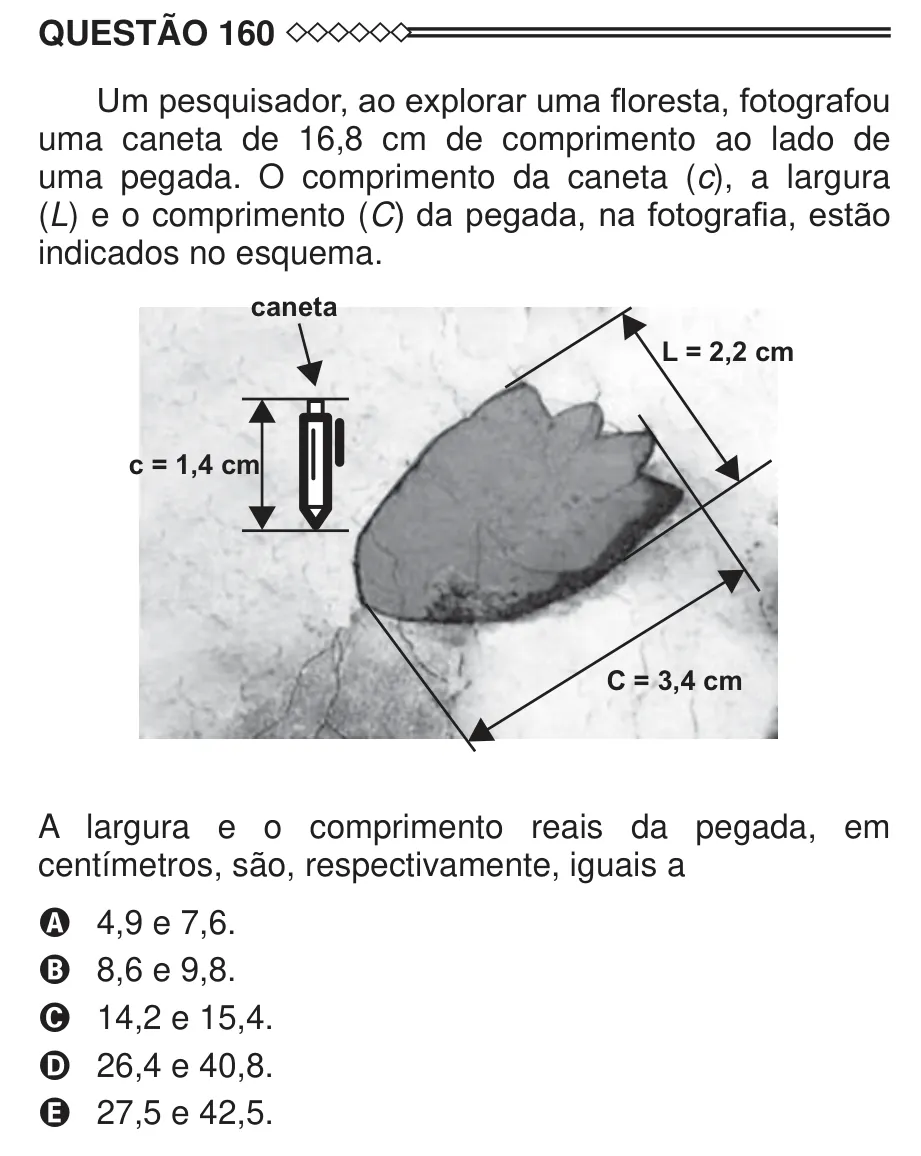 QUESTÃO 160
Um pesquisador, ao explorar uma floresta, fotografou
uma caneta de 16,8 cm de comprimento ao lado de
uma pegada. O comprimento da caneta (c), a largura
(L) e o comprimento (C) da pegada, na fotografia, estão
indicados no esquema.
caneta
L = 2,2 cm
c = 1,4 cm
C = 3,4 cm
A largura e o comprimento reais da pegada, em
centímetros, são, respectivamente, iguais a
A 4,9 e 7,6.
B 8,6 e 9,8.
C 14,2 e 15,4.
D 26,4 e 40,8.
E 27,5 e 42,5.